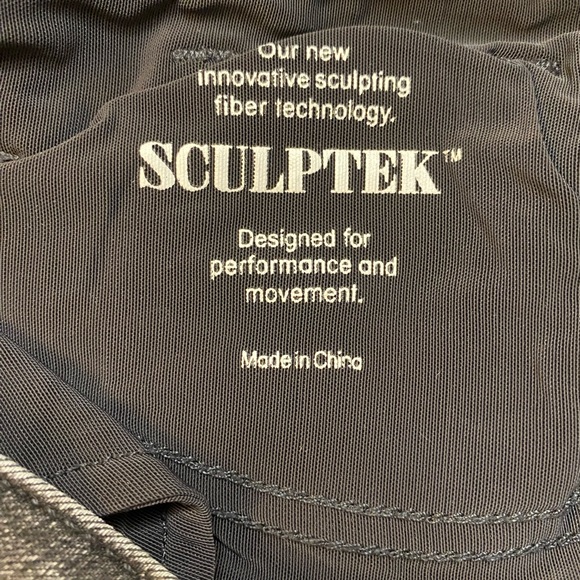 Our new
innovative sculpting
fiber technology.
SCULPTEK™
Designed for
performance and
movement.
Made in China